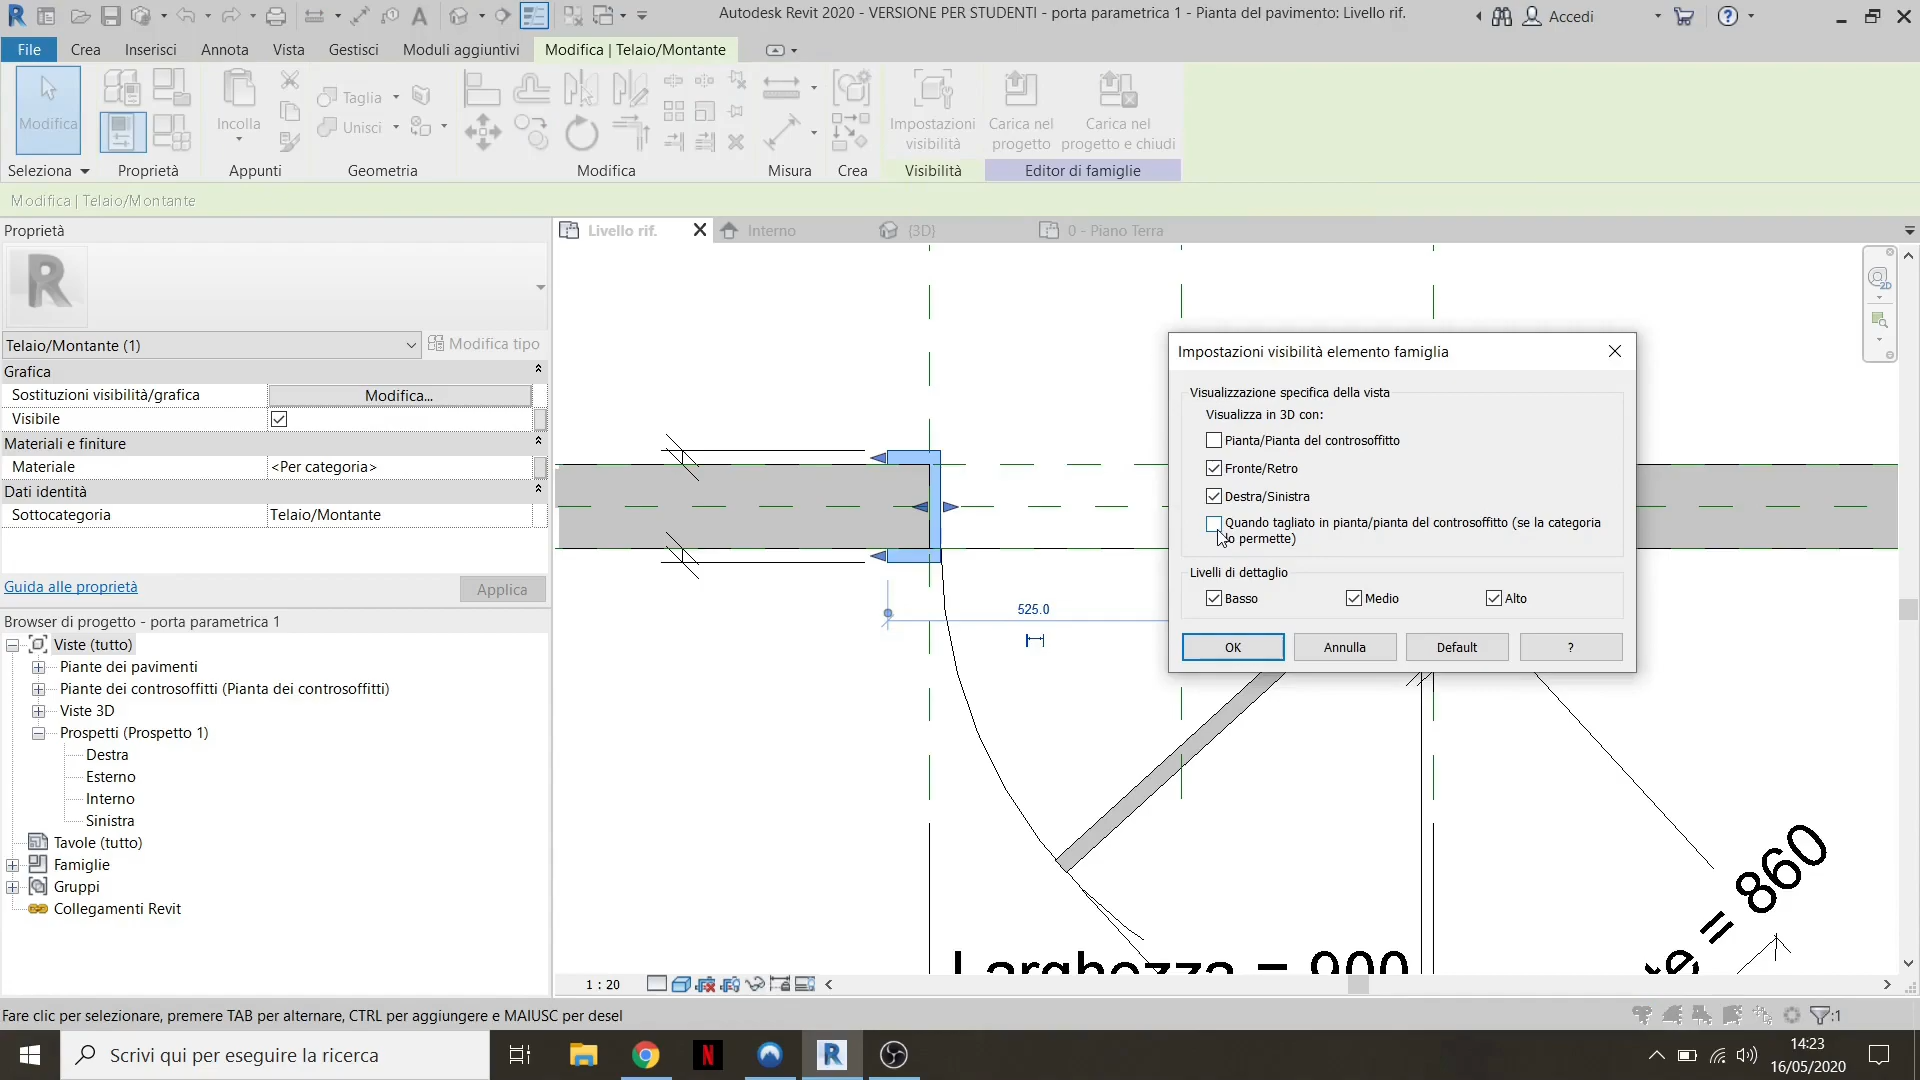 Autodesk Revit 2020 - VERSIONE PER STUDENTI - porta parametrica 1 - Pianta del pavimento: Livello rif.
Accedi
File
Crea
Inserisci
Annota
Vista
Gestisci
Moduli aggiuntivi
Modifica | Telaio/Montante
Modifica
Incolla
Taglia
Unisci
Impostazioni
visibilità
Carica nel
progetto
Carica nel
progetto e chiudi
Seleziona
Proprietà
Appunti
Geometria
Modifica
Misura
Crea
Visibilità
Editor di famiglie
Modifica | Telaio/Montante
Proprietà
Livello rif.
Interno
{3D}
0 - Piano Terra
R
2D
Telaio/Montante (1)
Modifica tipo
Grafica
Sostituzioni visibilità/grafica
Modifica...
Visibile
Materiali e finiture
Materiale
<Per categoria>
Dati identità
Sottocategoria
Telaio/Montante
Guida alle proprietà
Applica
Browser di progetto - porta parametrica 1
Viste (tutto)
Piante dei pavimenti
Piante dei controsoffitti (Pianta dei controsoffitti)
Viste 3D
Prospetti (Prospetto 1)
Destra
Esterno
Interno
Sinistra
Tavole (tutto)
Famiglie
Gruppi
Collegamenti Revit
Impostazioni visibilità elemento famiglia
Visualizzazione specifica della vista
Visualizza in 3D con:
Pianta/Pianta del controsoffitto
Fronte/Retro
Destra/Sinistra
Quando tagliato in pianta/pianta del controsoffitto (se la categoria
lo permette)
Livelli di dettaglio
Basso
Medio
Alto
OK
Annulla
Default
?
525.0
= 860
Larghezza = 900
1 : 20
Fare clic per selezionare, premere TAB per alternare, CTRL per aggiungere e MAIUSC per desel
:1
Scrivi qui per eseguire la ricerca
14:23
16/05/2020